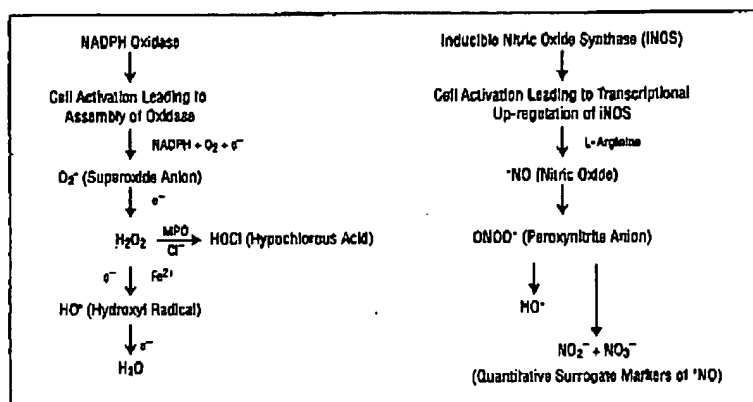 NADPH Oxidase
Cell Activation Leading to
Assembly of Oxidase
NADPH + O₂ + e⁻
O₂•⁻ (Superoxide Anion)
e⁻
H₂O₂
MPO
Cl⁻
HOCl (Hypochlorous Acid)
e⁻ Fe²⁺
HO• (Hydroxyl Radical)
e⁻
H₂O
Inducible Nitric Oxide Synthase (iNOS)
Cell Activation Leading to Transcriptional
Up-regulation of iNOS
L-Arginine
•NO (Nitric Oxide)
ONOO⁻ (Peroxynitrite Anion)
HO•
NO₂⁻ + NO₃⁻
(Quantitative Surrogate Markers of •NO)